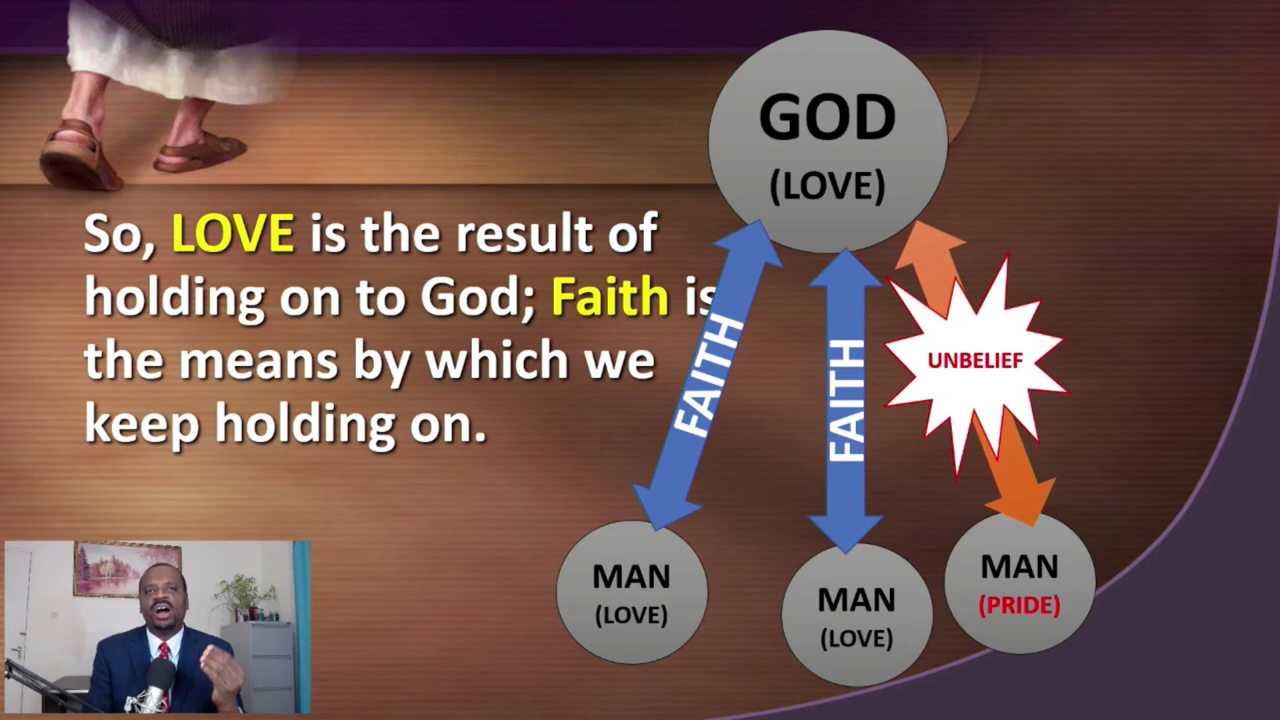 GOD
(LOVE)
So, LOVE is the result of
holding on to God; Faith is
the means by which we
keep holding on.
FAITH
FAITH
UNBELIEF
MAN
(LOVE)
MAN
(LOVE)
MAN
(PRIDE)